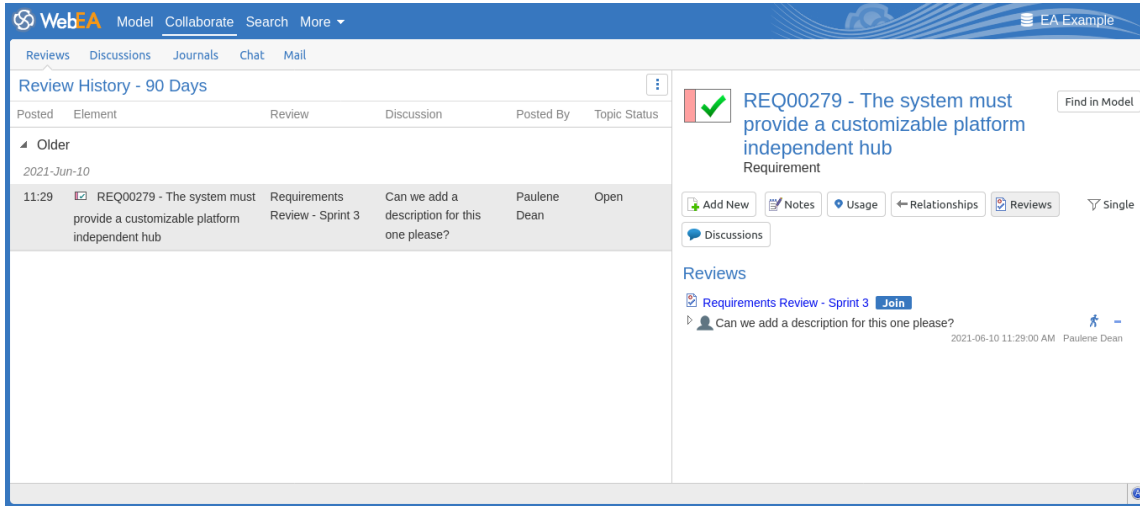 WebEA Model Collaborate Search More EA Example
Reviews Discussions Journals Chat Mail
Review History - 90 Days
Posted Element Review Discussion Posted By Topic Status
Older
2021-Jun-10
11:29 REQ00279 - The system must Requirements Can we add a Paulene Open
provide a customizable platform Review - Sprint 3 description for this Dean
independent hub one please?
REQ00279 - The system must Find in Model
provide a customizable platform
independent hub
Requirement
Add New Notes Usage Relationships Reviews Single
Discussions
Reviews
Requirements Review - Sprint 3 Join
Can we add a description for this one please?
2021-06-10 11:29:00 AM Paulene Dean